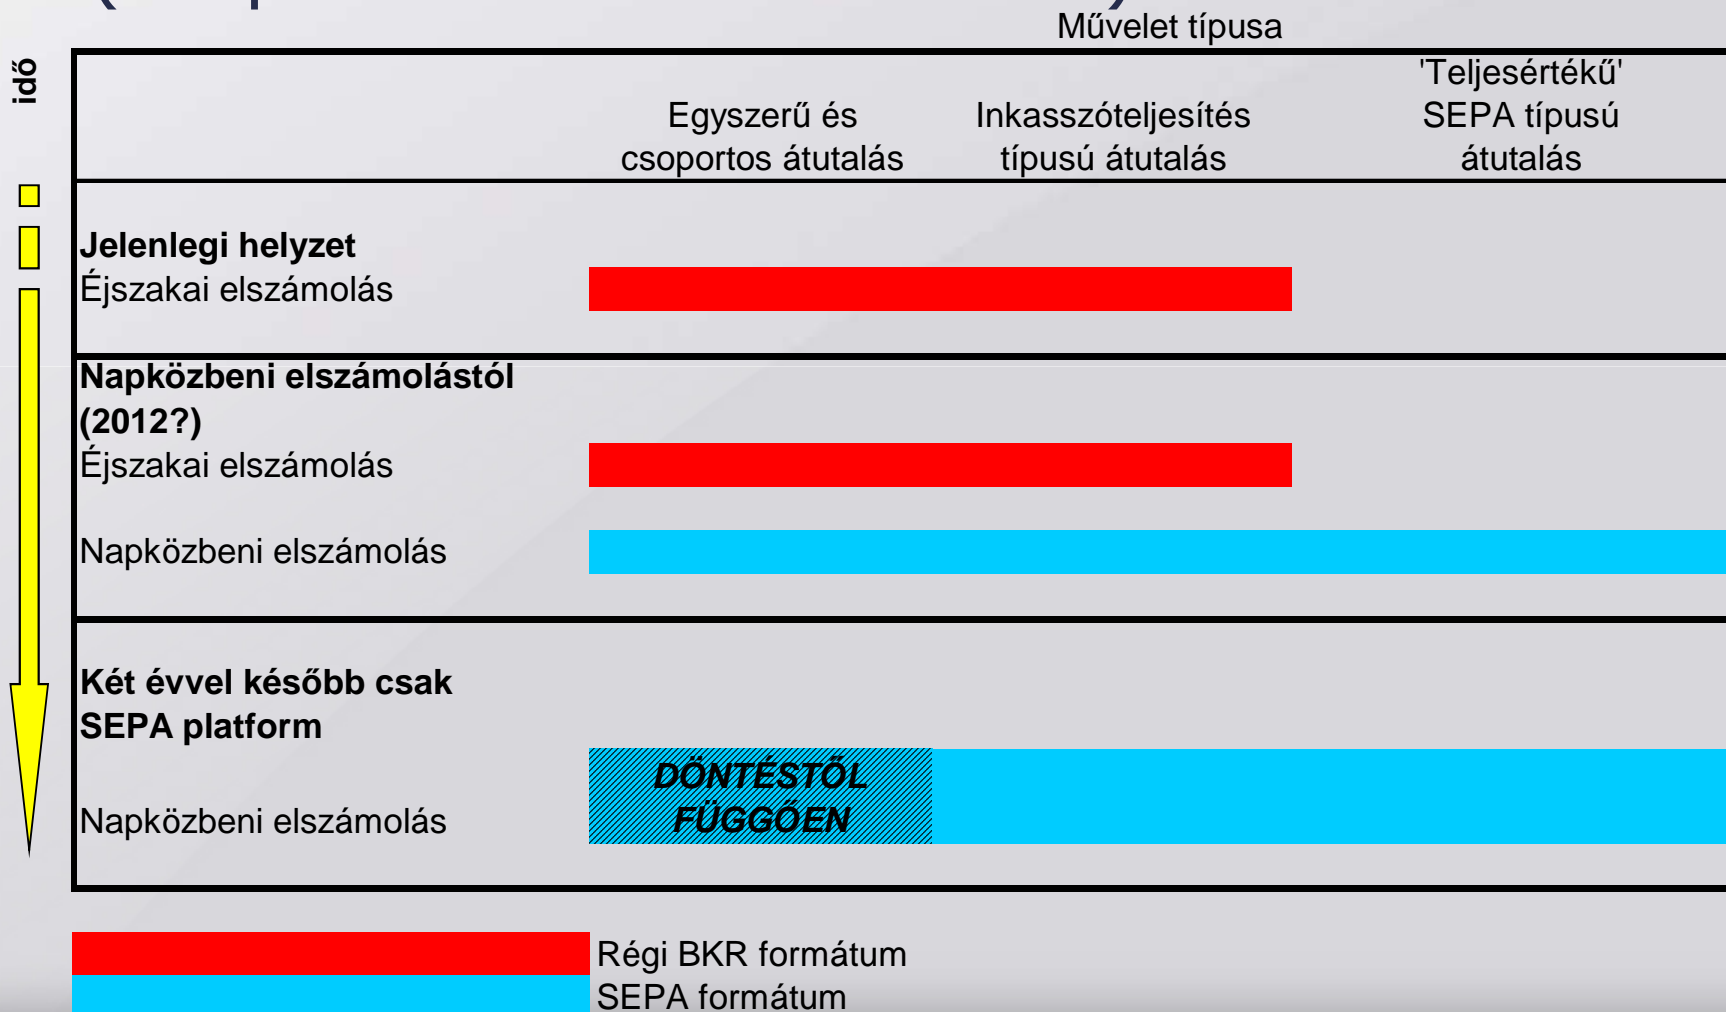 Művelet típusa
idő
Egyszerű és
csoportos átutalás
Inkasszóteljesítés
típusú átutalás
'Teljesértékű'
SEPA típusú
átutalás
Jelenlegi helyzet
Éjszakai elszámolás
Napközbeni elszámolástól
(2012?)
Éjszakai elszámolás
Napközbeni elszámolás
Két évvel később csak
SEPA platform
Napközbeni elszámolás
DÖNTÉSTŐL
FÜGGŐEN
Régi BKR formátum
SEPA formátum